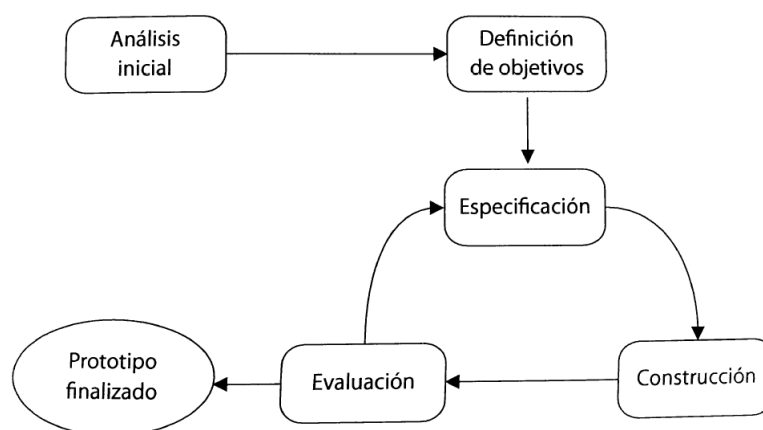 Análisis
inicial
Definición
de objetivos
Especificación
Construcción
Evaluación
Prototipo
finalizado